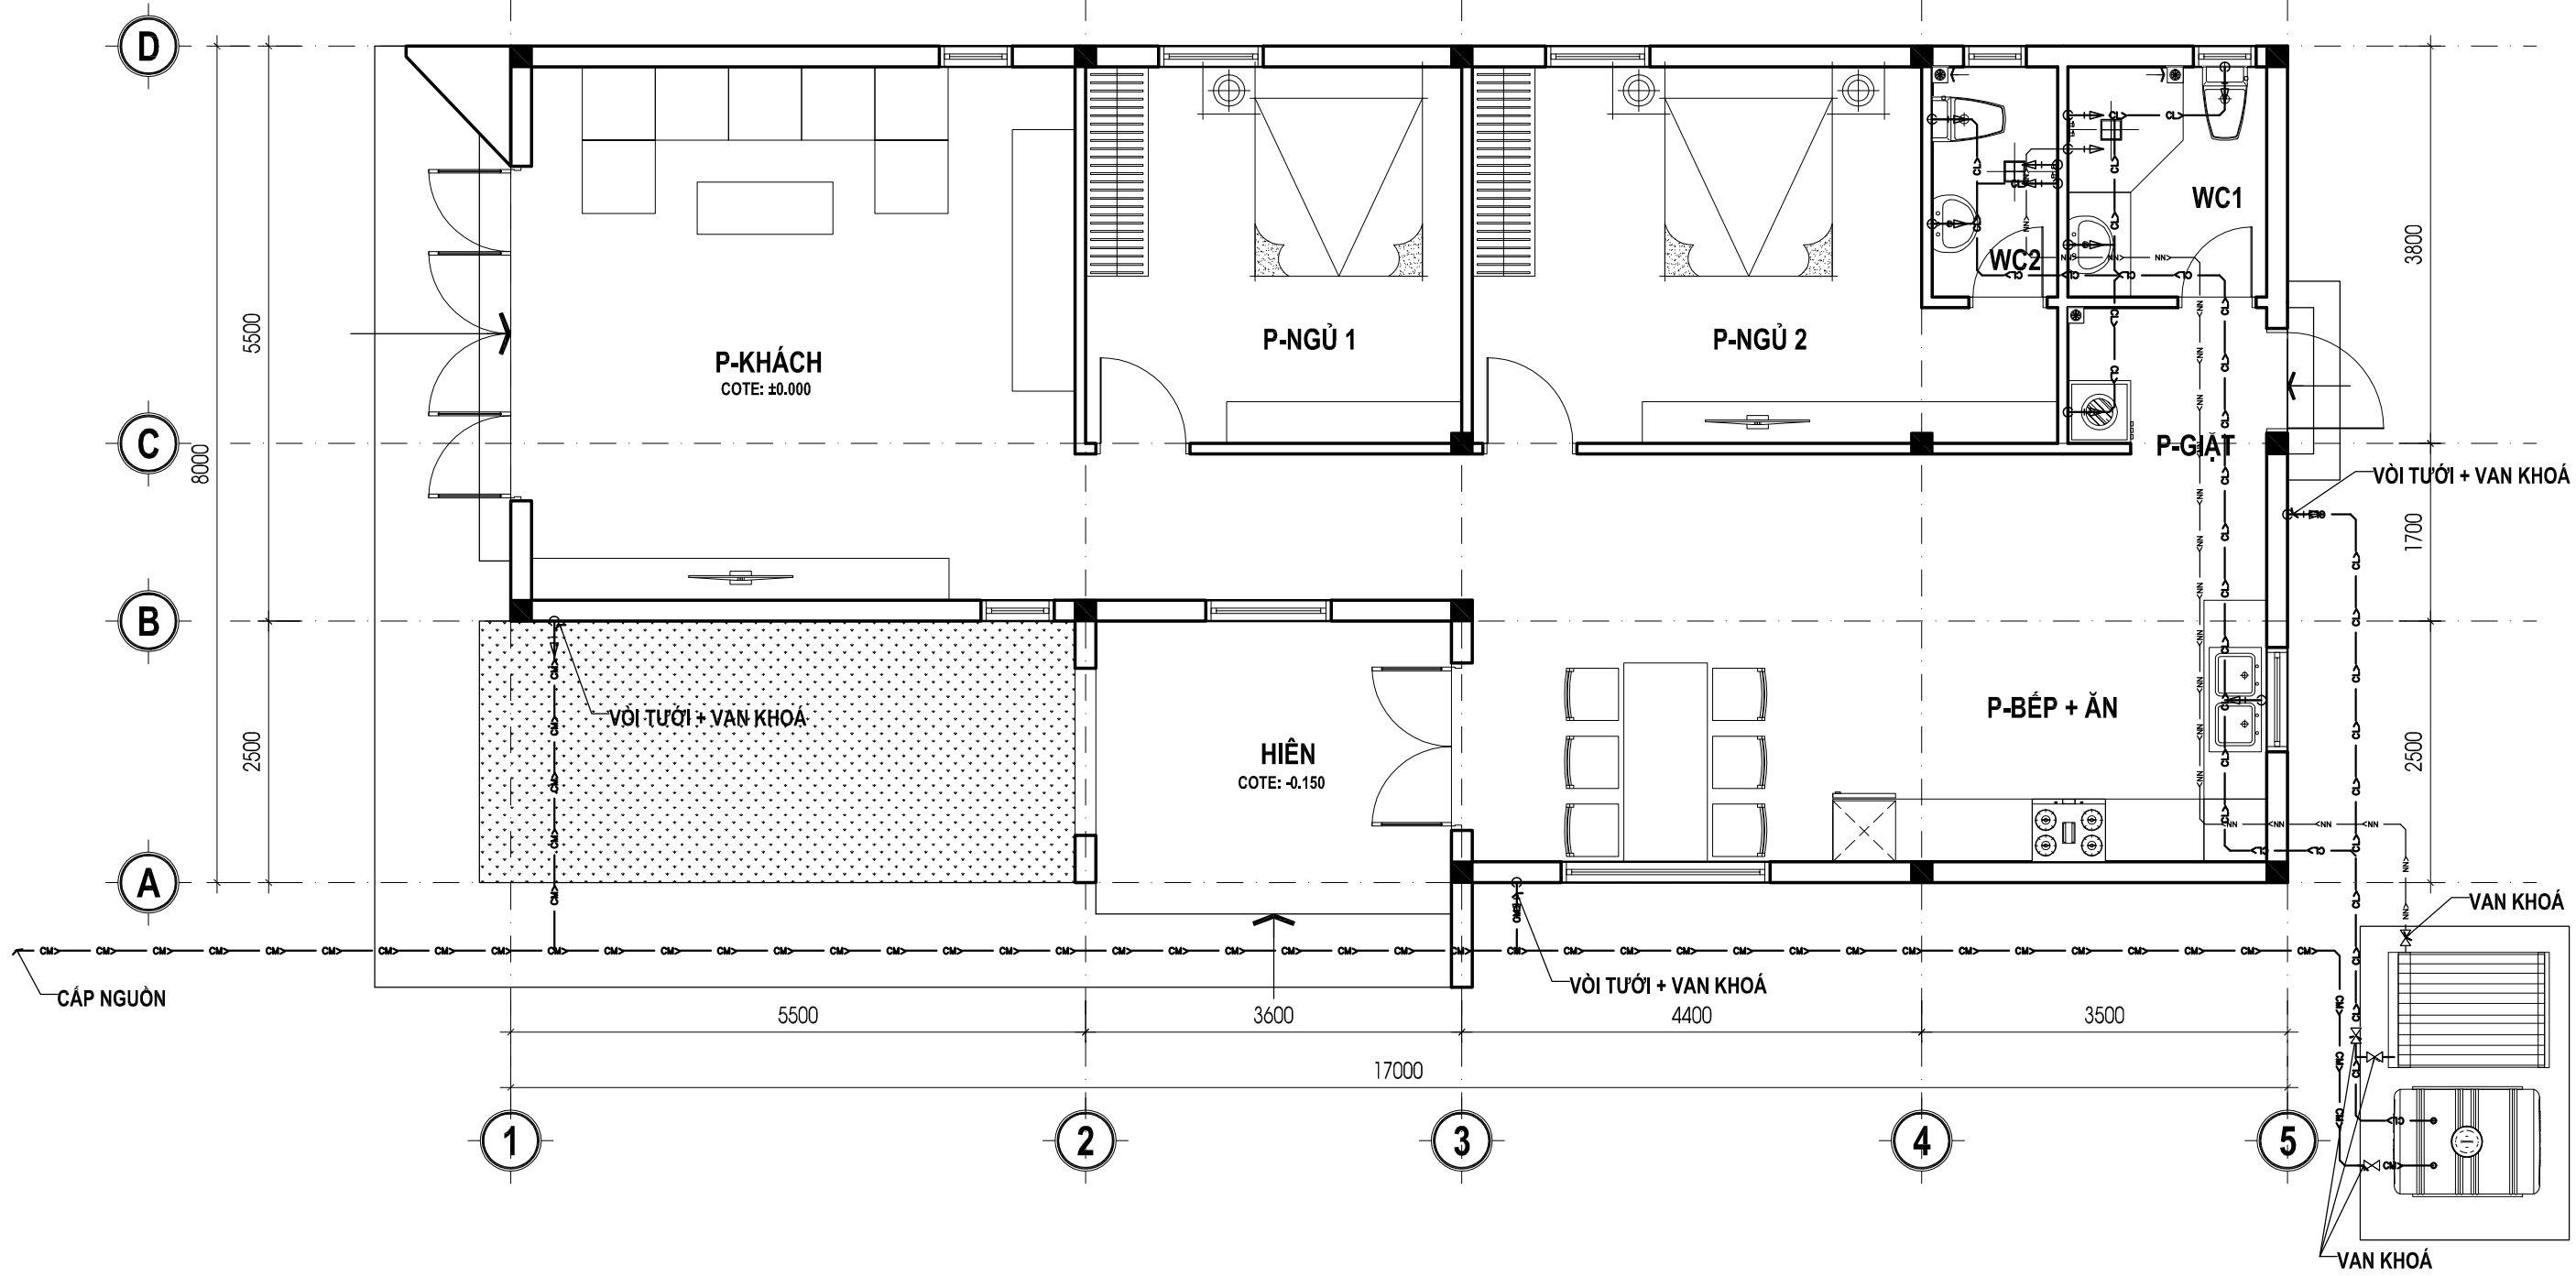 D
C
B
A
5500
8000
2500
P-KHÁCH
COTE: ±0.000
P-NGỦ 1
P-NGỦ 2
WC2
WC1
P-GIẶT
3800
1700
2500
VÒI TƯỚI + VAN KHOÁ
VÒI TƯỚI + VAN KHOÁ
HIÊN
COTE: -0.150
P-BẾP + ĂN
VAN KHOÁ
CẤP NGUỒN
VÒI TƯỚI + VAN KHOÁ
5500
3600
4400
3500
17000
1
2
3
4
5
VAN KHOÁ